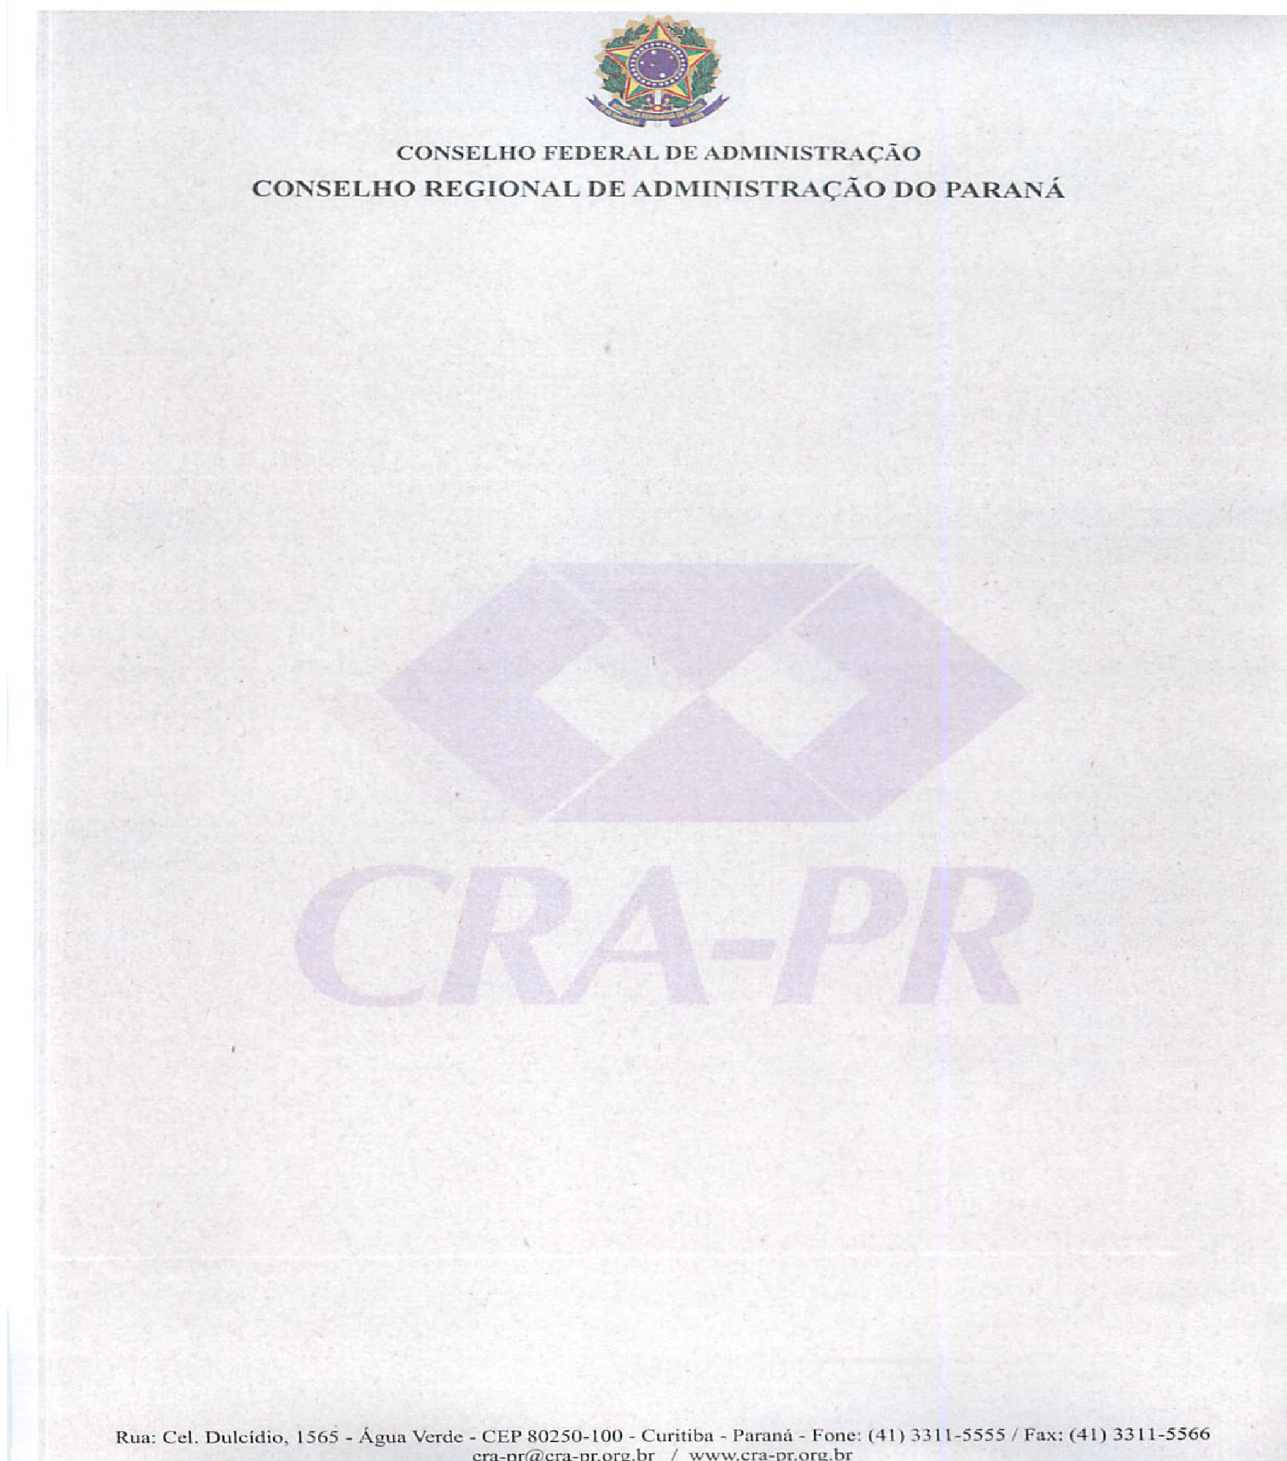 CONSELHO FEDERAL DE ADMINISTRAÇÃO
CONSELHO REGIONAL DE ADMINISTRAÇÃO DO PARANÁ
CRA-PR
Rua: Cel. Dulcídio, 1565 - Água Verde - CEP 80250-100 - Curitiba - Paraná - Fone: (41) 3311-5555 / Fax: (41) 3311-5566
cra-pr@cra-pr.org.br / www.cra-pr.org.br